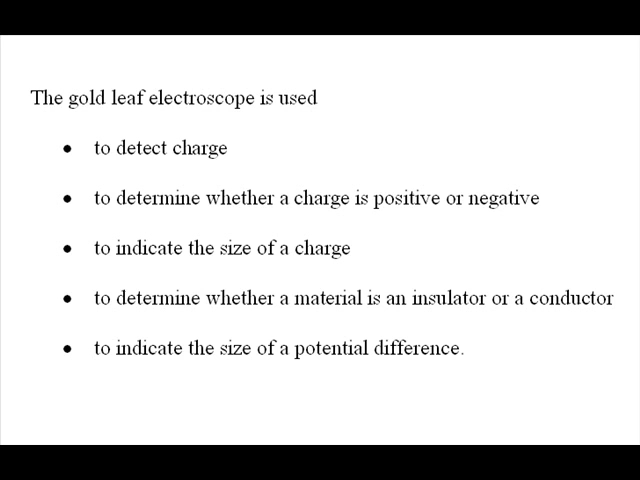 The gold leaf electroscope is used
• to detect charge
• to determine whether a charge is positive or negative
• to indicate the size of a charge
• to determine whether a material is an insulator or a conductor
• to indicate the size of a potential difference.